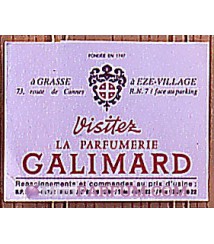 FONDÉE EN 1747
à GRASSE
73, route de Cannes
à EZE-VILLAGE
R.N. 7 face au parking
Visitez
LA PARFUMERIE
GALIMARD
Renseignements et commandes au prix d'usine :
B.P.